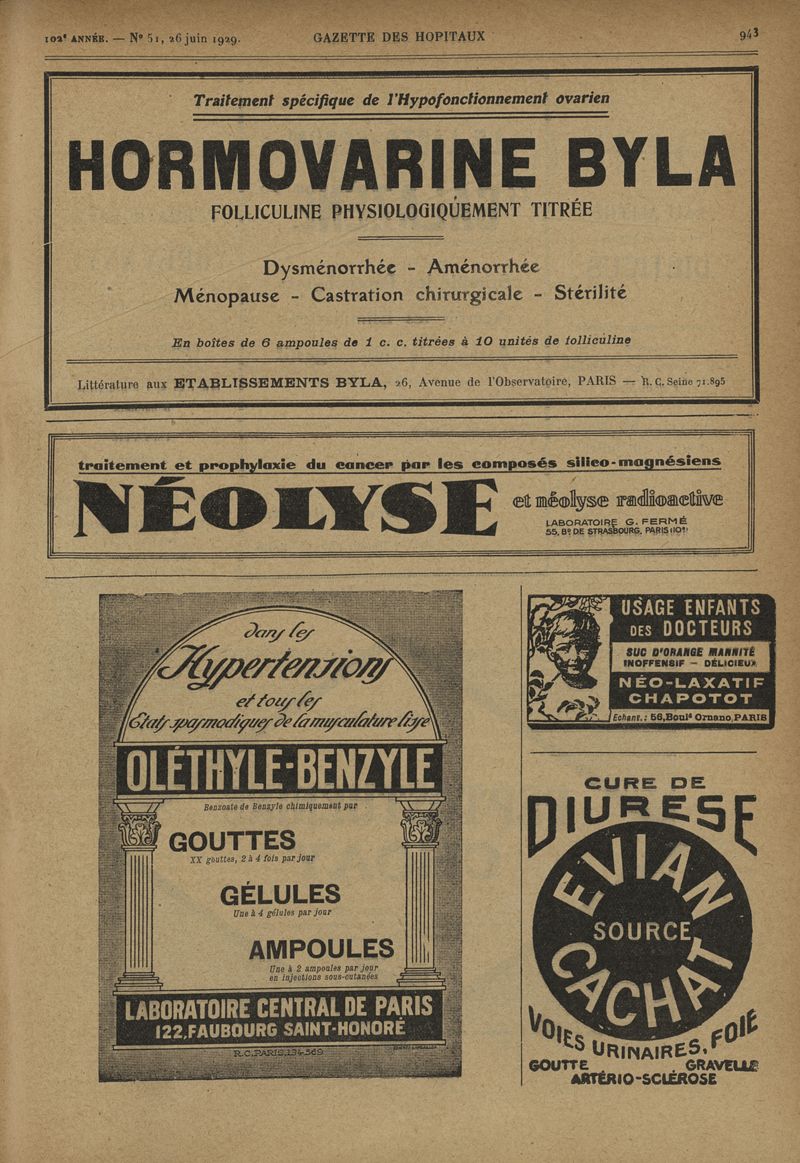 102e ANNÉE. — No 51, 26 juin 1929.
GAZETTE DES HOPITAUX
943
Traitement spécifique de l'Hypofonctionnement ovarien
HORMOVARINE BYLA
FOLLICULINE PHYSIOLOGIQUEMENT TITRÉE
Dysménorrhée - Aménorrhée
Ménopause - Castration chirurgicale - Stérilité
En boîtes de 6 ampoules de 1 c. c. titrées à 10 unités de folliculine
Littérature aux ETABLISSEMENTS BYLA, 26, Avenue de l'Observatoire, PARIS — R. C. Seine 71.895
traitement et prophylaxie du cancer par les composés silico-magnésiens
NÉOLYSE
et néolyse radioactive
LABORATOIRE G. FERMÉ
55, Bd DE STRASBOURG, PARIS (10e)
dans les
Hypertensions
et tous les
États spasmodiques de la musculature lisse
OLÉTHYLE-BENZYLE
Benzoate de Benzyle chimiquement pur
GOUTTES
XX gouttes, 2 à 4 fois par jour
GÉLULES
Une à 4 gélules par jour
AMPOULES
Une à 2 ampoules par jour
en injections sous-cutanées
LABORATOIRE CENTRAL DE PARIS
122, FAUBOURG SAINT-HONORÉ
R.C. PARIS. 134-369
USAGE ENFANTS
DES DOCTEURS
SUC D'ORANGE MANNITÉ
INOFFENSIF — DÉLICIEUX
NÉO-LAXATIF
CHAPOTOT
Echant. : 56, Bould Ornano, PARIS
CURE DE
DIURÈSE
EVIAN
SOURCE
CACHAT
VOIES URINAIRES, FOIE
GOUTTE GRAVELLE
ARTÉRIO-SCLÉROSE